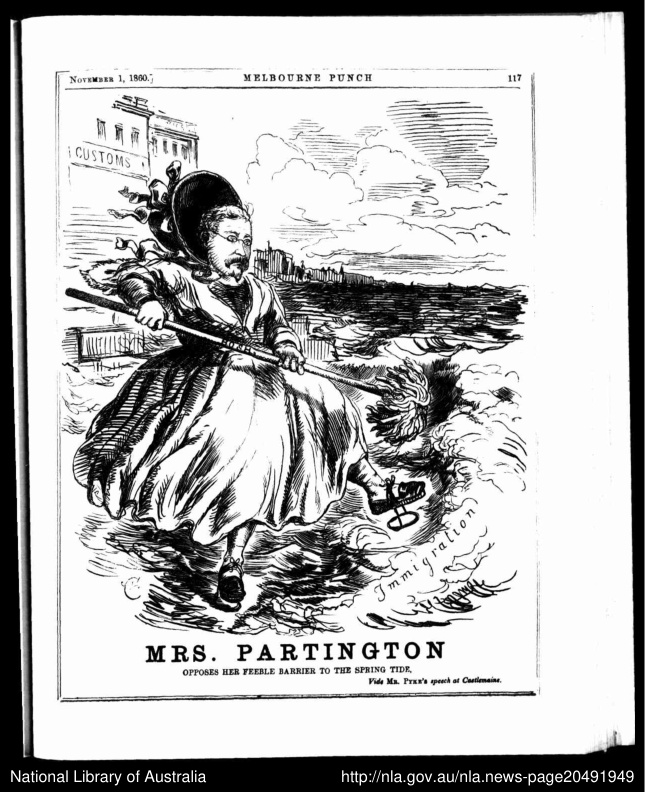 NOVEMBER 1, 1860.] MELBOURNE PUNCH 117
CUSTOMS
Immigration
MRS. PARTINGTON
OPPOSES HER FEEBLE BARRIER TO THE SPRING TIDE,
Vide MR. PYKE'S speech at Castlemaine.
National Library of Australia http://nla.gov.au/nla.news-page20491949